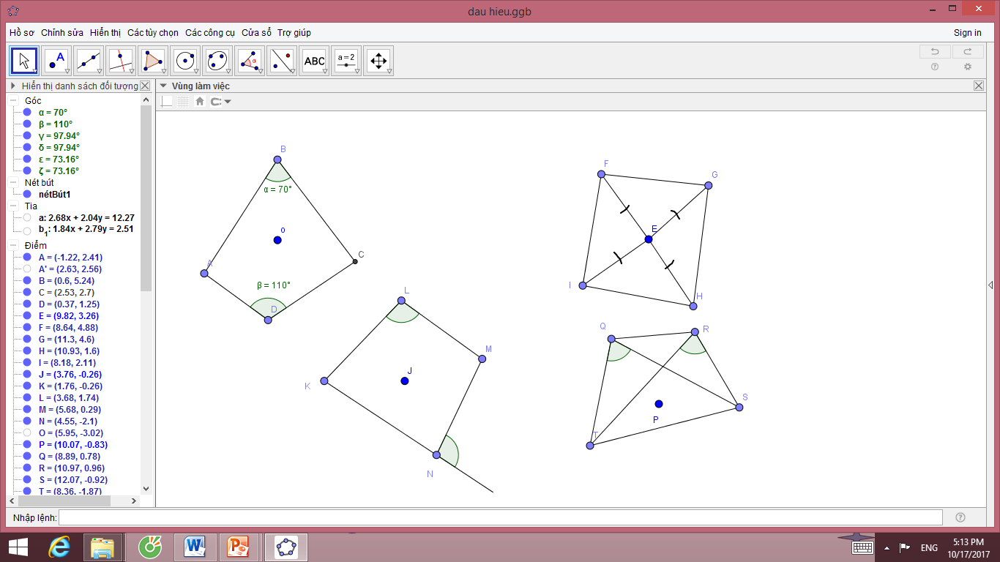 dau hieu.ggb
Hồ sơ Chỉnh sửa Hiển thị Các tùy chọn Các công cụ Cửa sổ Trợ giúp Sign in
A α ABC a = 2
Hiển thị danh sách đối tượng
Vùng làm việc
Góc
α = 70°
β = 110°
γ = 97.94°
δ = 97.94°
ε = 73.16°
ζ = 73.16°
Nét bút
nétBút1
Tia
a: 2.68x + 2.04y = 12.27
b₁: 1.84x + 2.79y = 2.51
Điểm
A = (-1.22, 2.41)
A' = (2.63, 2.56)
B = (0.6, 5.24)
C = (2.53, 2.7)
D = (0.37, 1.25)
E = (9.82, 3.26)
F = (8.64, 4.88)
G = (11.3, 4.6)
H = (10.93, 1.6)
I = (8.18, 2.11)
J = (3.76, -0.26)
K = (1.76, -0.26)
L = (3.68, 1.74)
M = (5.68, 0.29)
N = (4.55, -2.1)
O = (5.95, -3.02)
P = (10.07, -0.83)
Q = (8.89, 0.78)
R = (10.97, 0.96)
S = (12.07, -0.92)
T = (8.36, -1.87)
B
α = 70°
o
A
C
β = 110°
D
F
G
E
I
H
L
M
K
J
N
Q
R
S
P
T
Nhập lệnh:
ENG
5:13 PM
10/17/2017